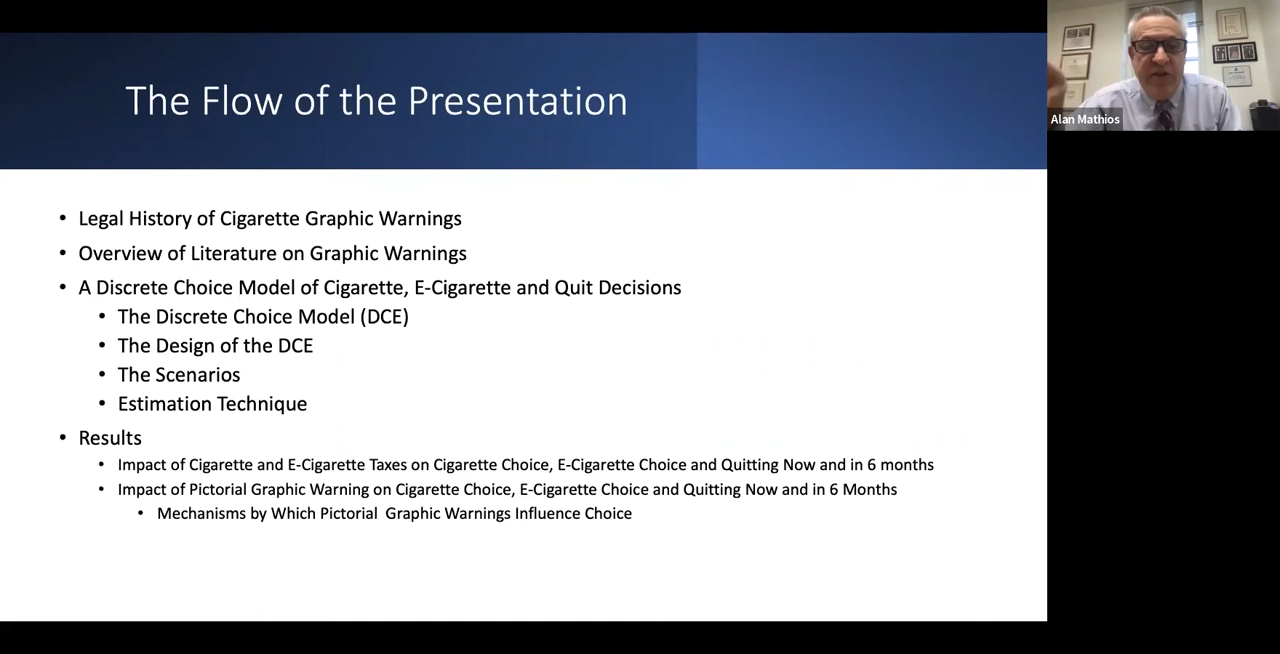 The Flow of the Presentation
Alan Mathios
• Legal History of Cigarette Graphic Warnings
• Overview of Literature on Graphic Warnings
• A Discrete Choice Model of Cigarette, E-Cigarette and Quit Decisions
• The Discrete Choice Model (DCE)
• The Design of the DCE
• The Scenarios
• Estimation Technique
• Results
• Impact of Cigarette and E-Cigarette Taxes on Cigarette Choice, E-Cigarette Choice and Quitting Now and in 6 months
• Impact of Pictorial Graphic Warning on Cigarette Choice, E-Cigarette Choice and Quitting Now and in 6 Months
• Mechanisms by Which Pictorial  Graphic Warnings Influence Choice